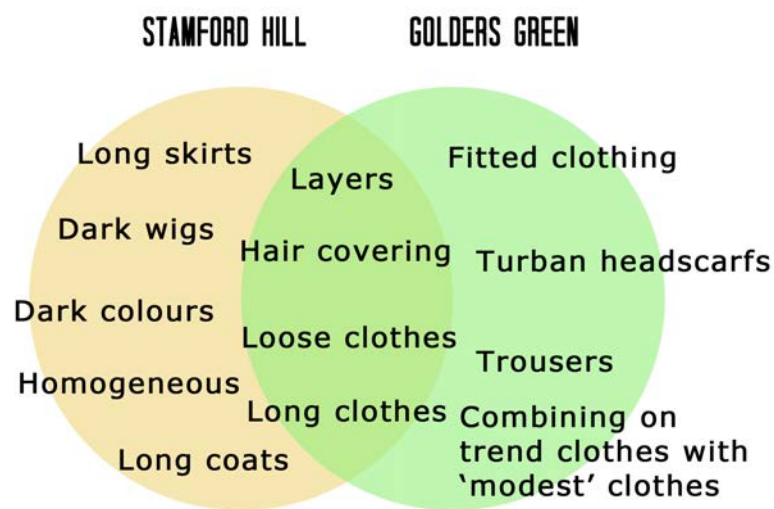 STAMFORD HILL
GOLDERS GREEN
Long skirts
Dark wigs
Dark colours
Homogeneous
Long coats
Layers
Hair covering
Loose clothes
Long clothes
Fitted clothing
Turban headscarfs
Trousers
Combining on
trend clothes with
‘modest’ clothes